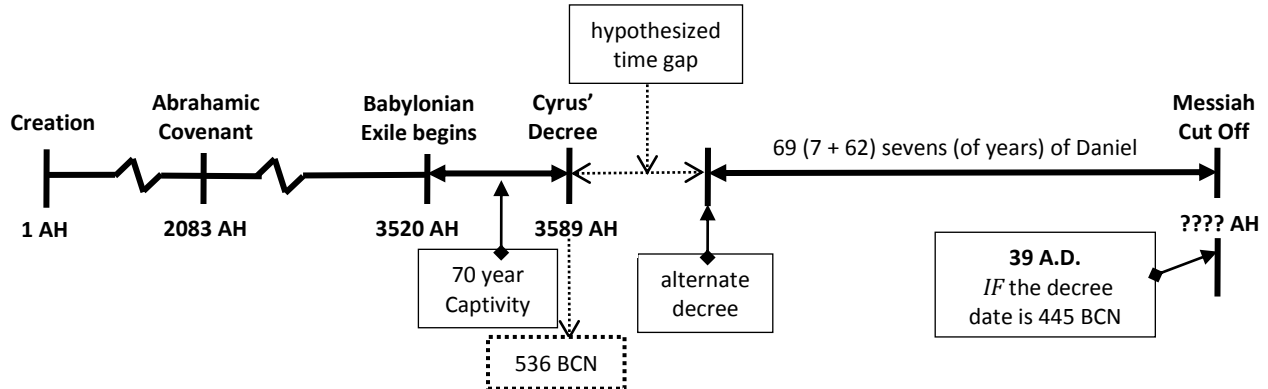 hypothesized
time gap
Creation
Abrahamic
Covenant
Babylonian
Exile begins
Cyrus’
Decree
Messiah
Cut Off
69 (7 + 62) sevens (of years) of Daniel
1 AH
2083 AH
3520 AH
3589 AH
???? AH
70 year
Captivity
alternate
decree
39 A.D.
IF the decree
date is 445 BCN
536 BCN